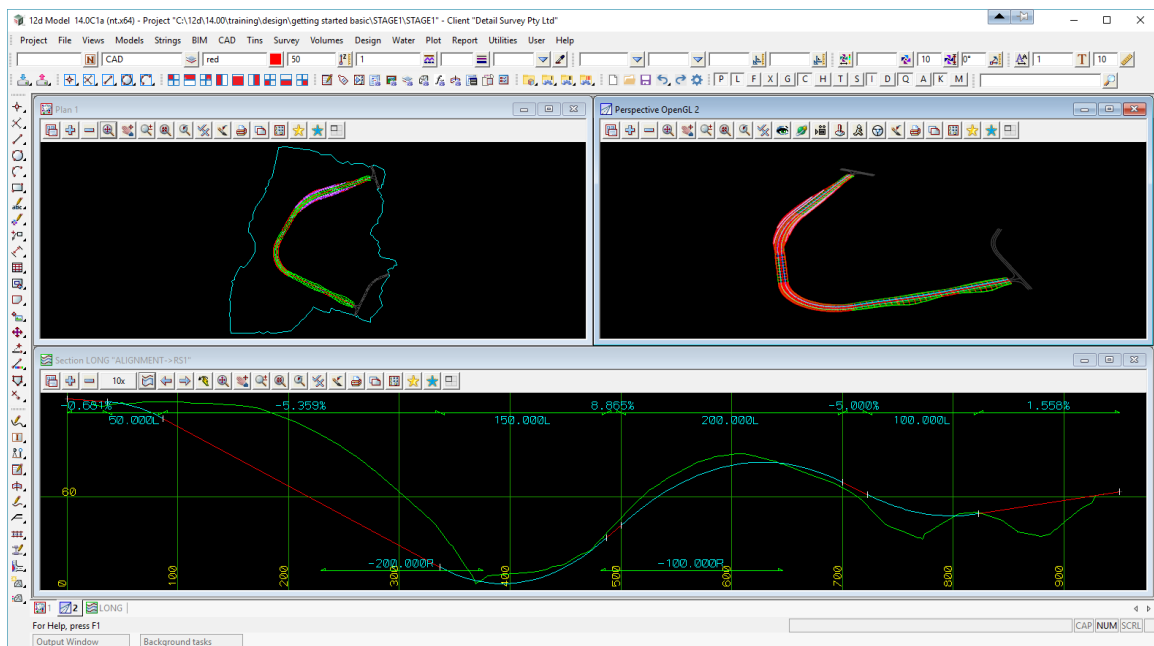 12d Model 14.0C1a (nt.x64) - Project "C:\12d\14.00\training\design\getting started basic\STAGE1\STAGE1" - Client "Detail Survey Pty Ltd"
Project File Views Models Strings BIM CAD Tins Survey Volumes Design Water Plot Report Utilities User Help
N CAD red 50 1 10 0° 1 T 10
P L F X G C H T S I D Q A K M
Plan 1
Perspective OpenGL 2
Section LONG "ALIGNMENT->RS1"
10x
-0.681% -5.359% 8.865% -5.000% 1.558%
50.000L 150.000L 200.000L 100.000L
60
-200.000R -100.000R
0 100 200 300 400 500 600 700 800 900
1 2 LONG
For Help, press F1 CAP NUM SCRL
Output Window Background tasks